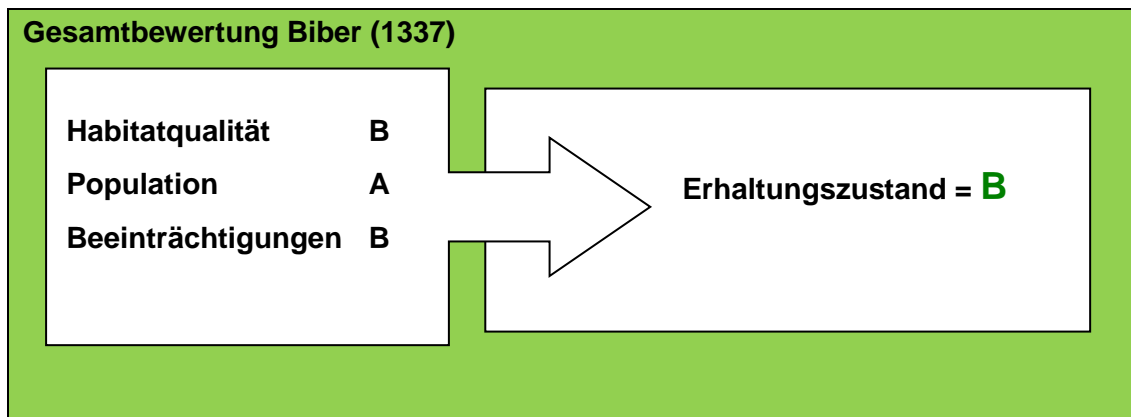 Gesamtbewertung Biber (1337)
Habitatqualität B
Population A
Beeinträchtigungen B
Erhaltungszustand = B